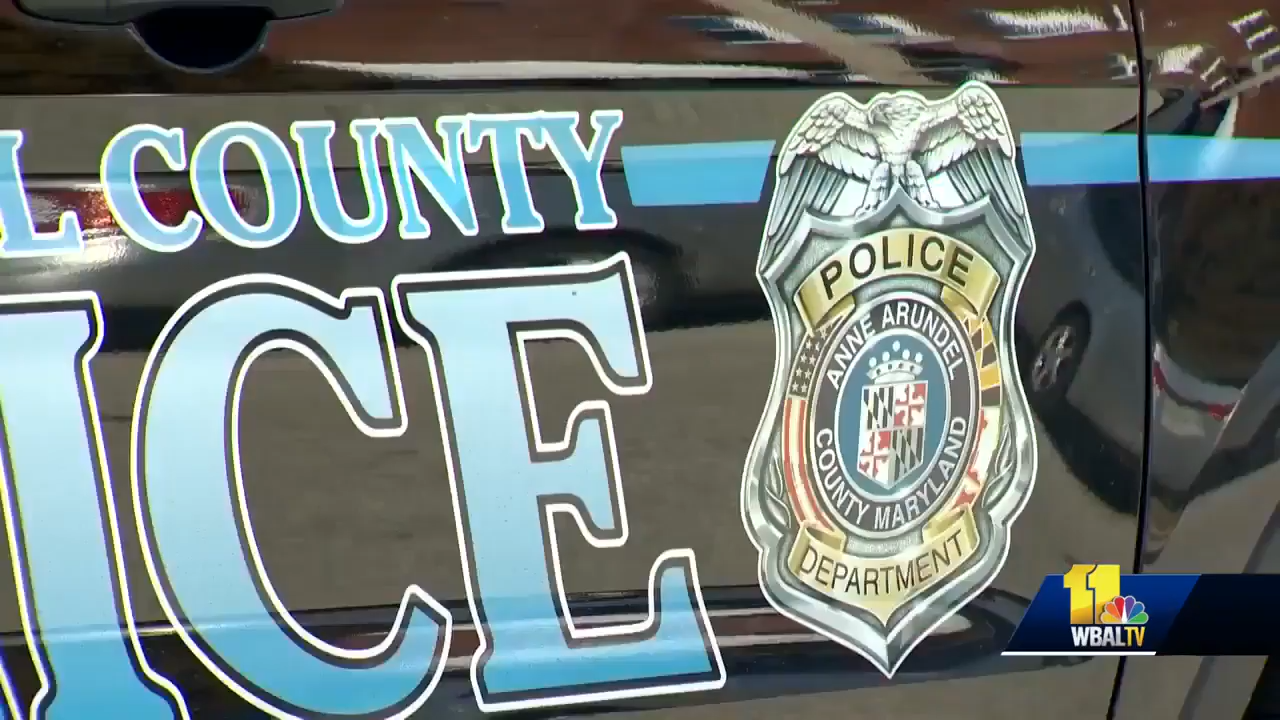 L COUNTY
ICE
POLICE
ANNE ARUNDEL
COUNTY MARYLAND
DEPARTMENT
11
WBALTV